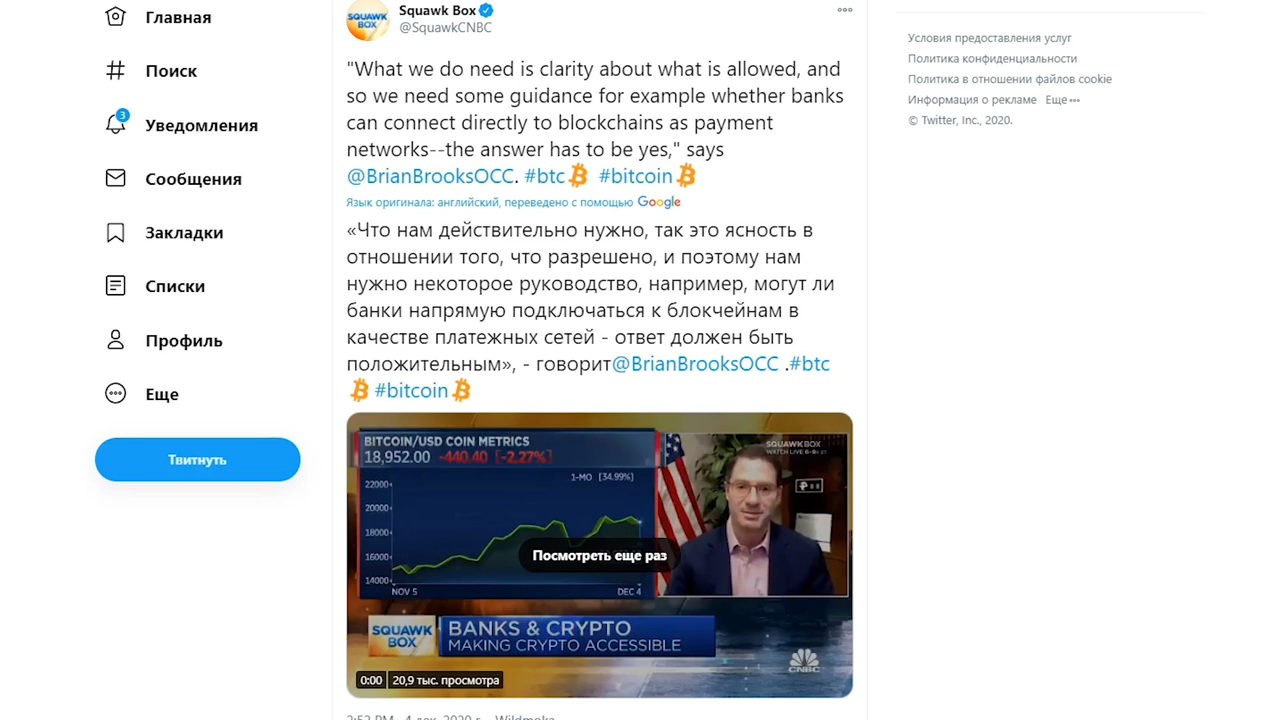 Главная
Поиск
3
Уведомления
Сообщения
Закладки
Списки
Профиль
Еще
Твитнуть
SQUAWK BOX
Squawk Box
@SquawkCNBC
"What we do need is clarity about what is allowed, and
so we need some guidance for example whether banks
can connect directly to blockchains as payment
networks--the answer has to be yes," says
@BrianBrooksOCC. #btc #bitcoin
Язык оригинала: английский, переведено с помощью Google
«Что нам действительно нужно, так это ясность в
отношении того, что разрешено, и поэтому нам
нужно некоторое руководство, например, могут ли
банки напрямую подключаться к блокчейнам в
качестве платежных сетей - ответ должен быть
положительным», - говорит@BrianBrooksOCC .#btc
#bitcoin
BITCOIN/USD COIN METRICS
18,952.00 -440.40 [-2.27%]
1-MO [34.99%]
22000
20000
18000
16000
14000
NOV 5 DEC 4
SQUAWK BOX
WATCH LIVE 6-9a ET
Посмотреть еще раз
SQUAWK
BOX
BANKS & CRYPTO
MAKING CRYPTO ACCESSIBLE
CNBC
0:00 20,9 тыс. просмотра
3:52 PM · 4 дек. 2020 г. · Wildmoka
Условия предоставления услуг
Политика конфиденциальности
Политика в отношении файлов cookie
Информация о рекламе Еще
© Twitter, Inc., 2020.